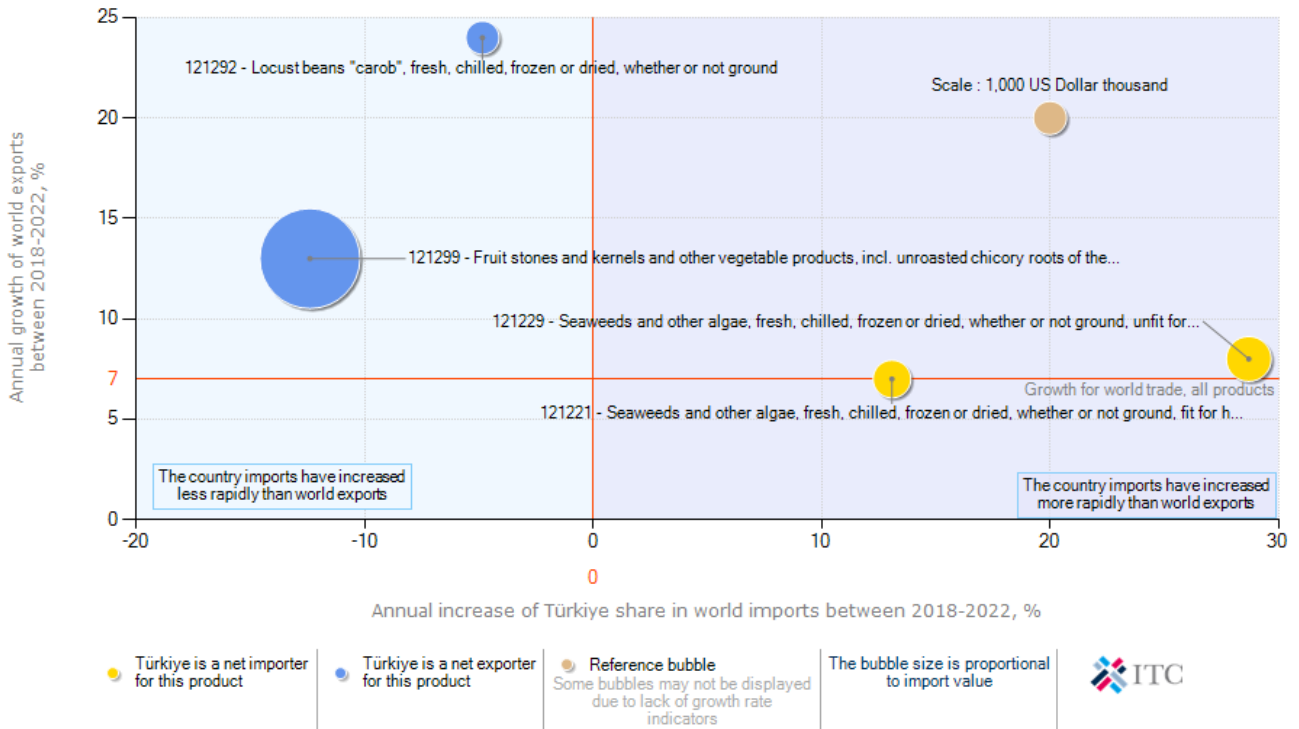 25
121292 - Locust beans "carob", fresh, chilled, frozen or dried, whether or not ground
Scale : 1,000 US Dollar thousand
20
Annual growth of world exports
between 2018-2022, %
15
121299 - Fruit stones and kernels and other vegetable products, incl. unroasted chicory roots of the...
10
121229 - Seaweeds and other algae, fresh, chilled, frozen or dried, whether or not ground, unfit for...
7
Growth for world trade, all products
5
121221 - Seaweeds and other algae, fresh, chilled, frozen or dried, whether or not ground, fit for h...
The country imports have increased
less rapidly than world exports
The country imports have increased
more rapidly than world exports
0
-20
-10
0
10
20
30
0
Annual increase of Türkiye share in world imports between 2018-2022, %
Türkiye is a net importer
for this product
Türkiye is a net exporter
for this product
Reference bubble
Some bubbles may not be displayed
due to lack of growth rate
indicators
The bubble size is proportional
to import value
ITC